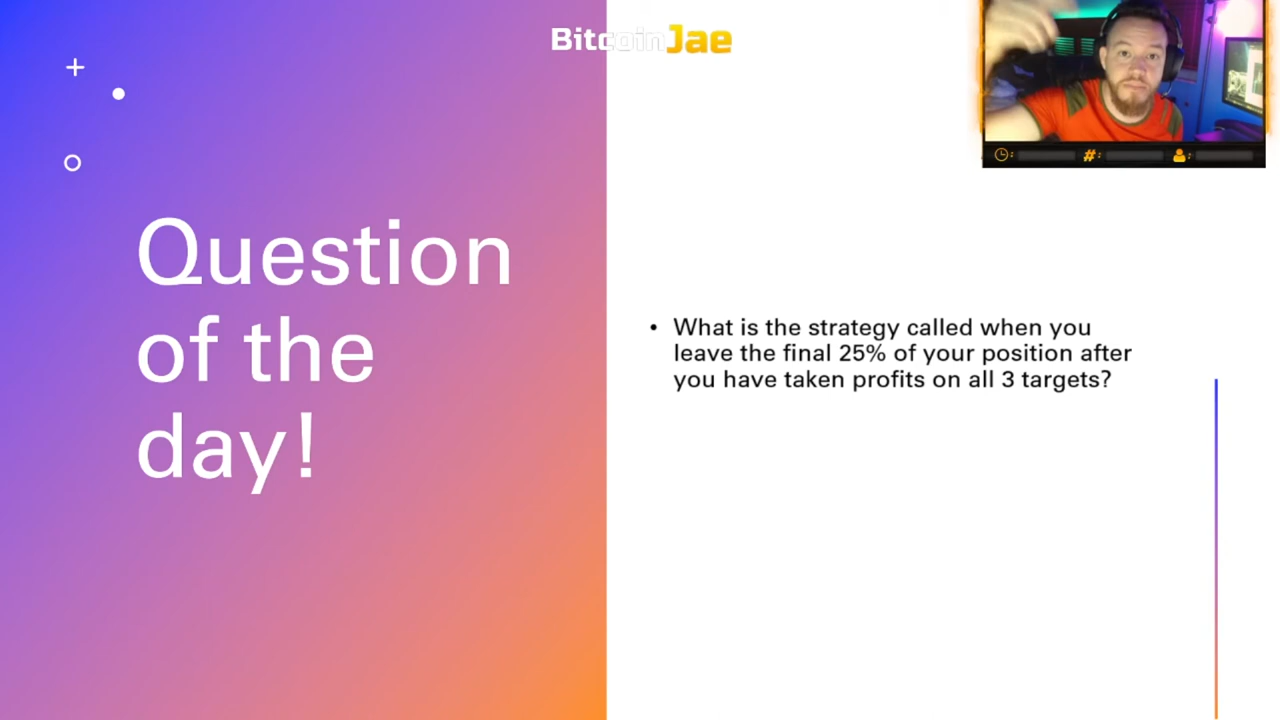 BitcoinJae
Question
of the
day!
• What is the strategy called when you
leave the final 25% of your position after
you have taken profits on all 3 targets?
#: